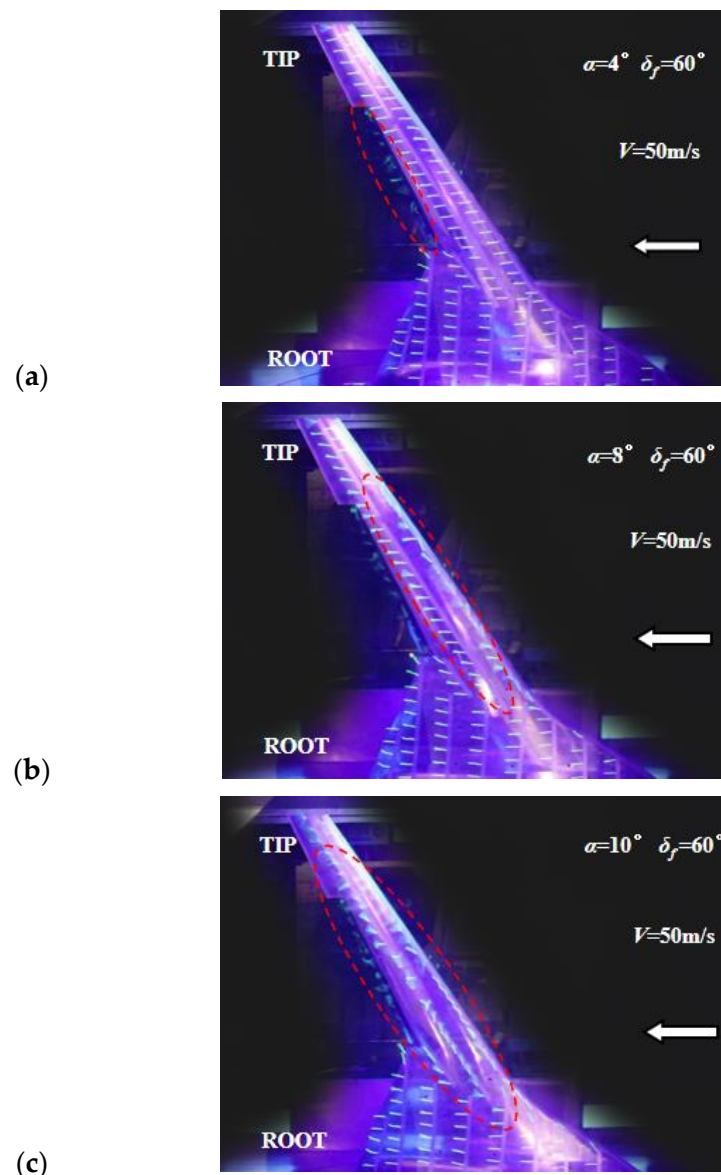 TIP
α=4° δf=60°
V=50m/s
ROOT
(a)
TIP
α=8° δf=60°
V=50m/s
ROOT
(b)
TIP
α=10° δf=60°
V=50m/s
ROOT
(c)